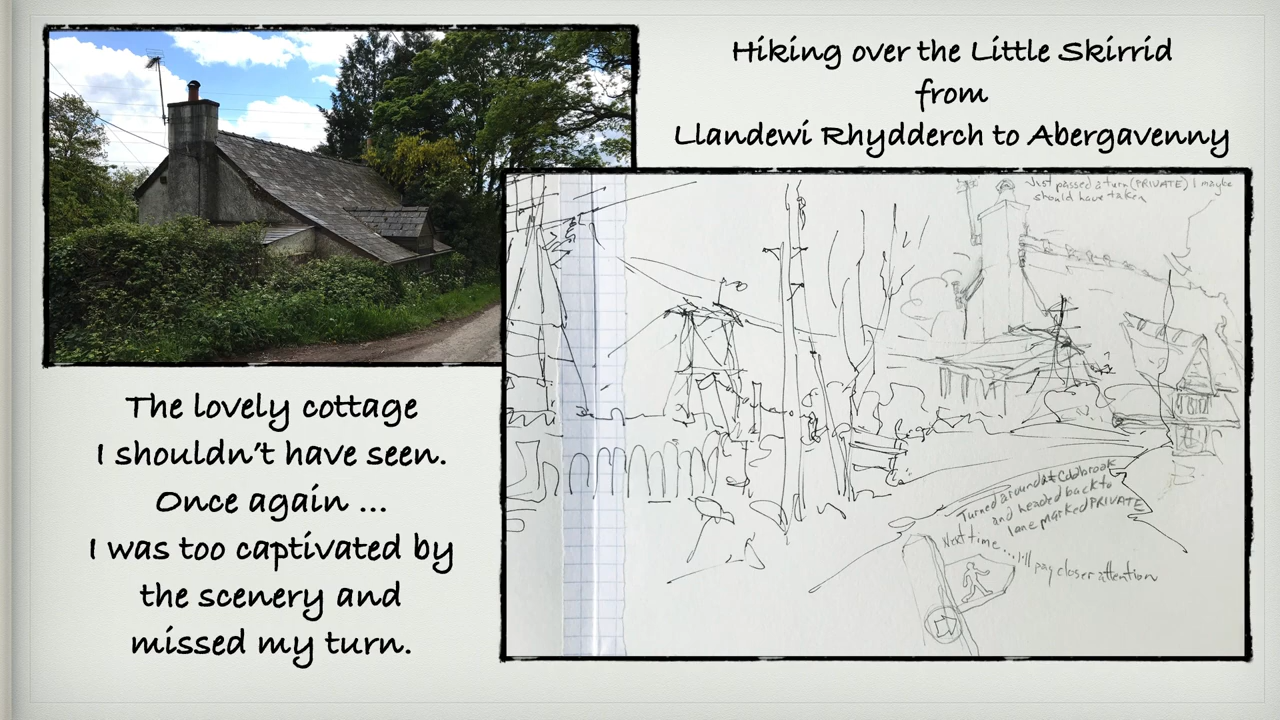 Hiking over the Little Skirrid
from
Llandewi Rhydderch to Abergavenny
The lovely cottage
I shouldn't have seen.
Once again ...
I was too captivated by
the scenery and
missed my turn.
Just passed a turn (PRIVATE) I maybe
should have taken
Turned around at Coldbrook
and headed back to
lane marked PRIVATE
Next time... I'll pay closer attention